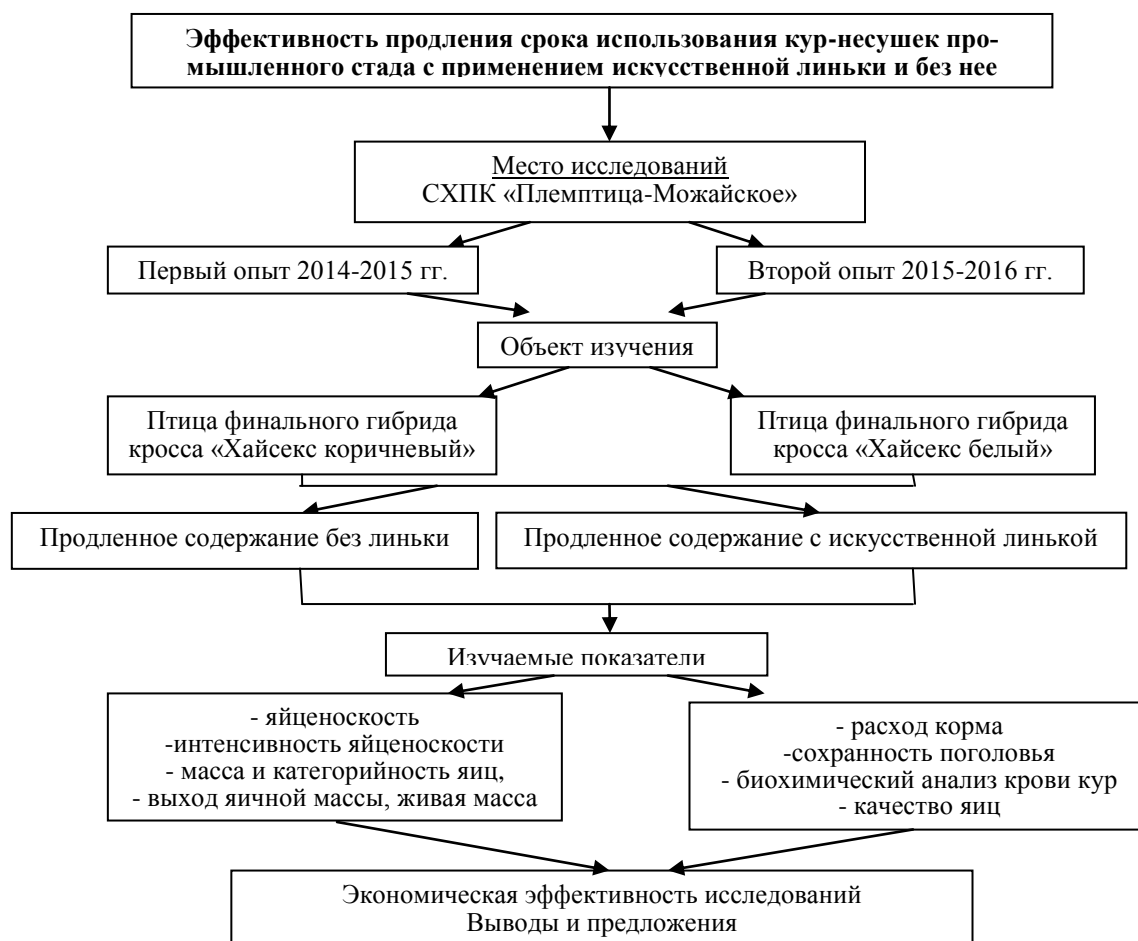 Эффективность продления срока использования кур-несушек про-
мышленного стада с применением искусственной линьки и без нее
Место исследований
СХПК «Племптица-Можайское»
Первый опыт 2014-2015 гг.
Второй опыт 2015-2016 гг.
Объект изучения
Птица финального гибрида
кросса «Хайсекс коричневый»
Птица финального гибрида
кросса «Хайсекс белый»
Продленное содержание без линьки
Продленное содержание с искусственной линькой
Изучаемые показатели
- яйценоскость
-интенсивность яйценоскости
- масса и категорийность яиц,
- выход яичной массы, живая масса
- расход корма
-сохранность поголовья
- биохимический анализ крови кур
- качество яиц
Экономическая эффективность исследований
Выводы и предложения